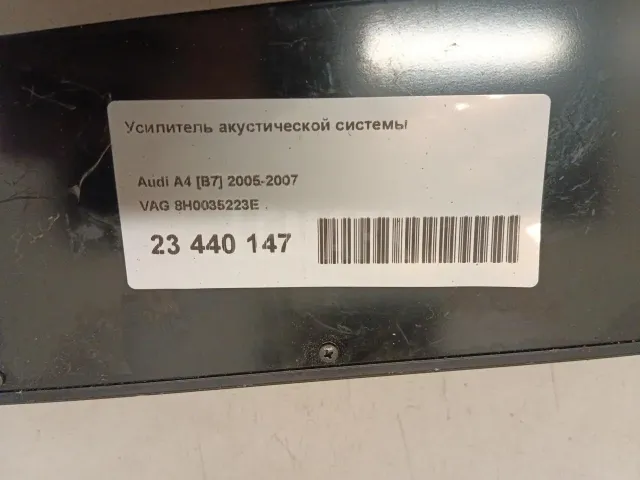 Усилитель акустической системы
Audi A4 [B7] 2005-2007
VAG 8H0035223E
23 440 147